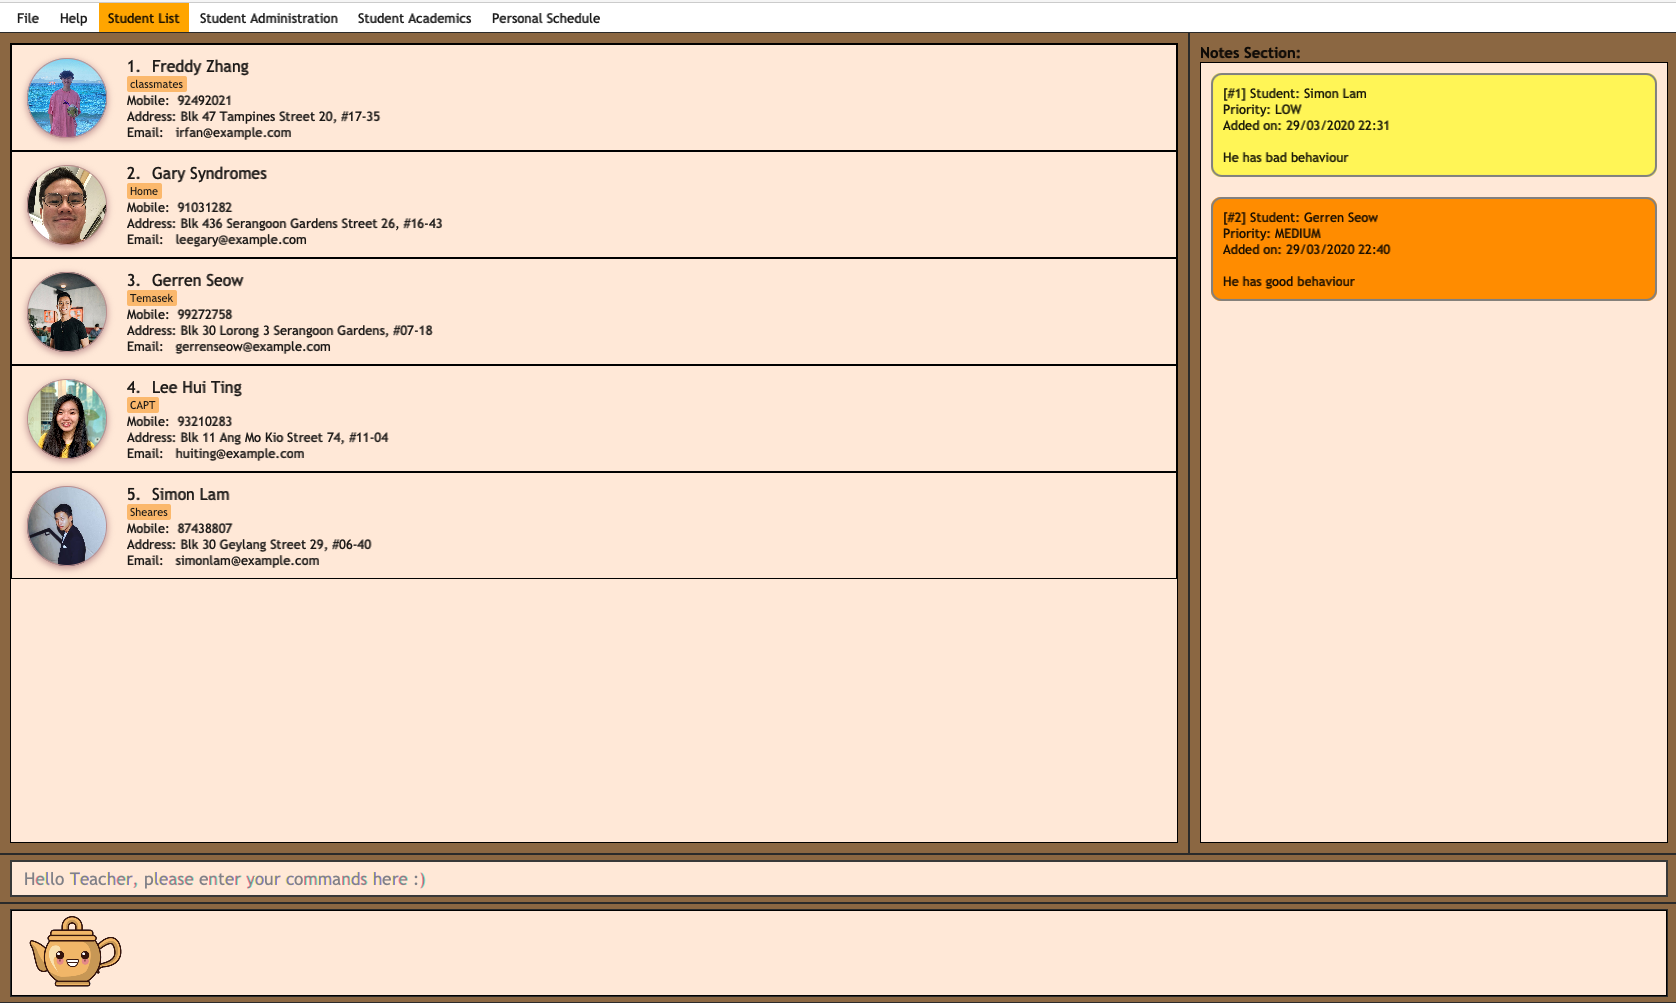 File Help Student List Student Administration Student Academics Personal Schedule
1. Freddy Zhang
classmates
Mobile: 92492021
Address: Blk 47 Tampines Street 20, #17-35
Email: irfan@example.com
2. Gary Syndromes
Home
Mobile: 91031282
Address: Blk 436 Serangoon Gardens Street 26, #16-43
Email: leegary@example.com
3. Gerren Seow
Temasek
Mobile: 99272758
Address: Blk 30 Lorong 3 Serangoon Gardens, #07-18
Email: gerrenseow@example.com
4. Lee Hui Ting
CAPT
Mobile: 93210283
Address: Blk 11 Ang Mo Kio Street 74, #11-04
Email: huiting@example.com
5. Simon Lam
Sheares
Mobile: 87438807
Address: Blk 30 Geylang Street 29, #06-40
Email: simonlam@example.com
Notes Section:
[#1] Student: Simon Lam
Priority: LOW
Added on: 29/03/2020 22:31
He has bad behaviour
[#2] Student: Gerren Seow
Priority: MEDIUM
Added on: 29/03/2020 22:40
He has good behaviour
Hello Teacher, please enter your commands here :)